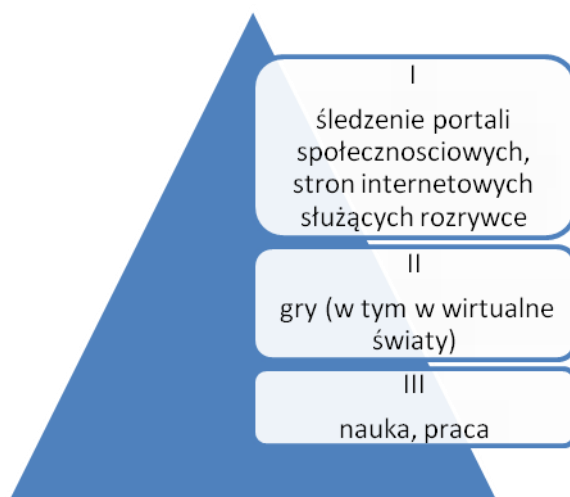 I
śledzenie portali
społecznosciowych,
stron internetowych
służących rozrywce
II
gry (w tym w wirtualne
światy)
III
nauka, praca